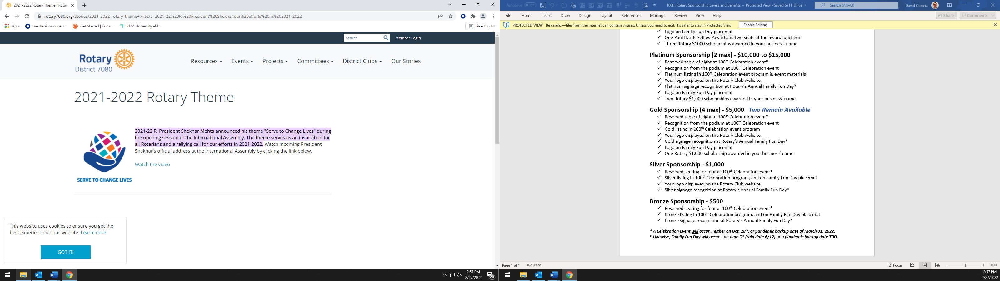 2021-2022 Rotary Theme | Rotar
rotary7080.org/Stories/2021-2022-rotary-theme#:~:text=2021-22%20RI%20President%20Shekhar,our%20efforts%20in%202021-2022.
Apps mechanics-coop-or... Get Started | Know... RMA University eM... Reading list
Search Member Login
Rotary
District 7080
Resources Events Projects Committees District Clubs Our Stories
2021-2022 Rotary Theme
2021-22 RI President Shekhar Mehta announced his theme "Serve to Change Lives" during
the opening session of the International Assembly. The theme serves as an inspiration for
all Rotarians and a rallying call for our efforts in 2021-2022. Watch incoming President
Shekhar's official address at the International Assembly by clicking the link below.
Watch the video
SERVE TO CHANGE LIVES
This website uses cookies to ensure you get the
best experience on our website. Learn more
GOT IT!
2:57 PM
2/27/2022
20
AutoSave Off 100th Rotary Sponsorship Levels and Benefits - Protected View • Saved to H: Drive Search (Alt+Q) David Correia
File Home Insert Draw Design Layout References Mailings Review View Help Share Comments
PROTECTED VIEW Be careful—files from the Internet can contain viruses. Unless you need to edit, it's safer to stay in Protected View. Enable Editing
✓ Logo on Family Fun Day placemat
✓ One Paul Harris Fellow Award and two seats at the award luncheon
✓ Three Rotary $1000 scholarships awarded in your business’ name
Platinum Sponsorship (2 max) - $10,000 to $15,000
✓ Reserved table of eight at 100th Celebration event*
✓ Recognition from the podium at 100th Celebration event
✓ Platinum listing in 100th Celebration event program & event materials
✓ Your logo displayed on the Rotary Club website
✓ Platinum signage recognition at Rotary’s Annual Family Fun Day*
✓ Logo on Family Fun Day placemat
✓ Two Rotary $1,000 scholarships awarded in your business’ name
Gold Sponsorship (4 max) - $5,000 Two Remain Available
✓ Reserved table of eight at 100th Celebration event*
✓ Recognition from the podium at 100th Celebration event
✓ Gold listing in 100th Celebration event program
✓ Your logo displayed on the Rotary Club website
✓ Gold signage recognition at Rotary’s Annual Family Fun Day*
✓ Logo on Family Fun Day placemat
✓ One Rotary $1,000 scholarship awarded in your business’ name
Silver Sponsorship - $1,000
✓ Reserved seating for four at 100th Celebration event*
✓ Silver listing in 100th Celebration program, and on Family Fun Day placemat
✓ Your logo displayed on the Rotary Club website
✓ Silver signage recognition at Rotary’s Annual Family Fun Day*
Bronze Sponsorship - $500
✓ Reserved seating for four at 100th Celebration event*
✓ Bronze listing in 100th Celebration program, and on Family Fun Day placemat
✓ Bronze signage recognition at Rotary’s Annual Family Fun Day*
* A Celebration Event will occur... either on Oct. 28th, or pandemic backup date of March 31, 2022.
* Likewise, Family Fun Day will occur... on June 5th (rain date 6/12) or a pandemic backup date TBD.
Page 1 of 1 362 words Focus 100%
2:57 PM
2/27/2022